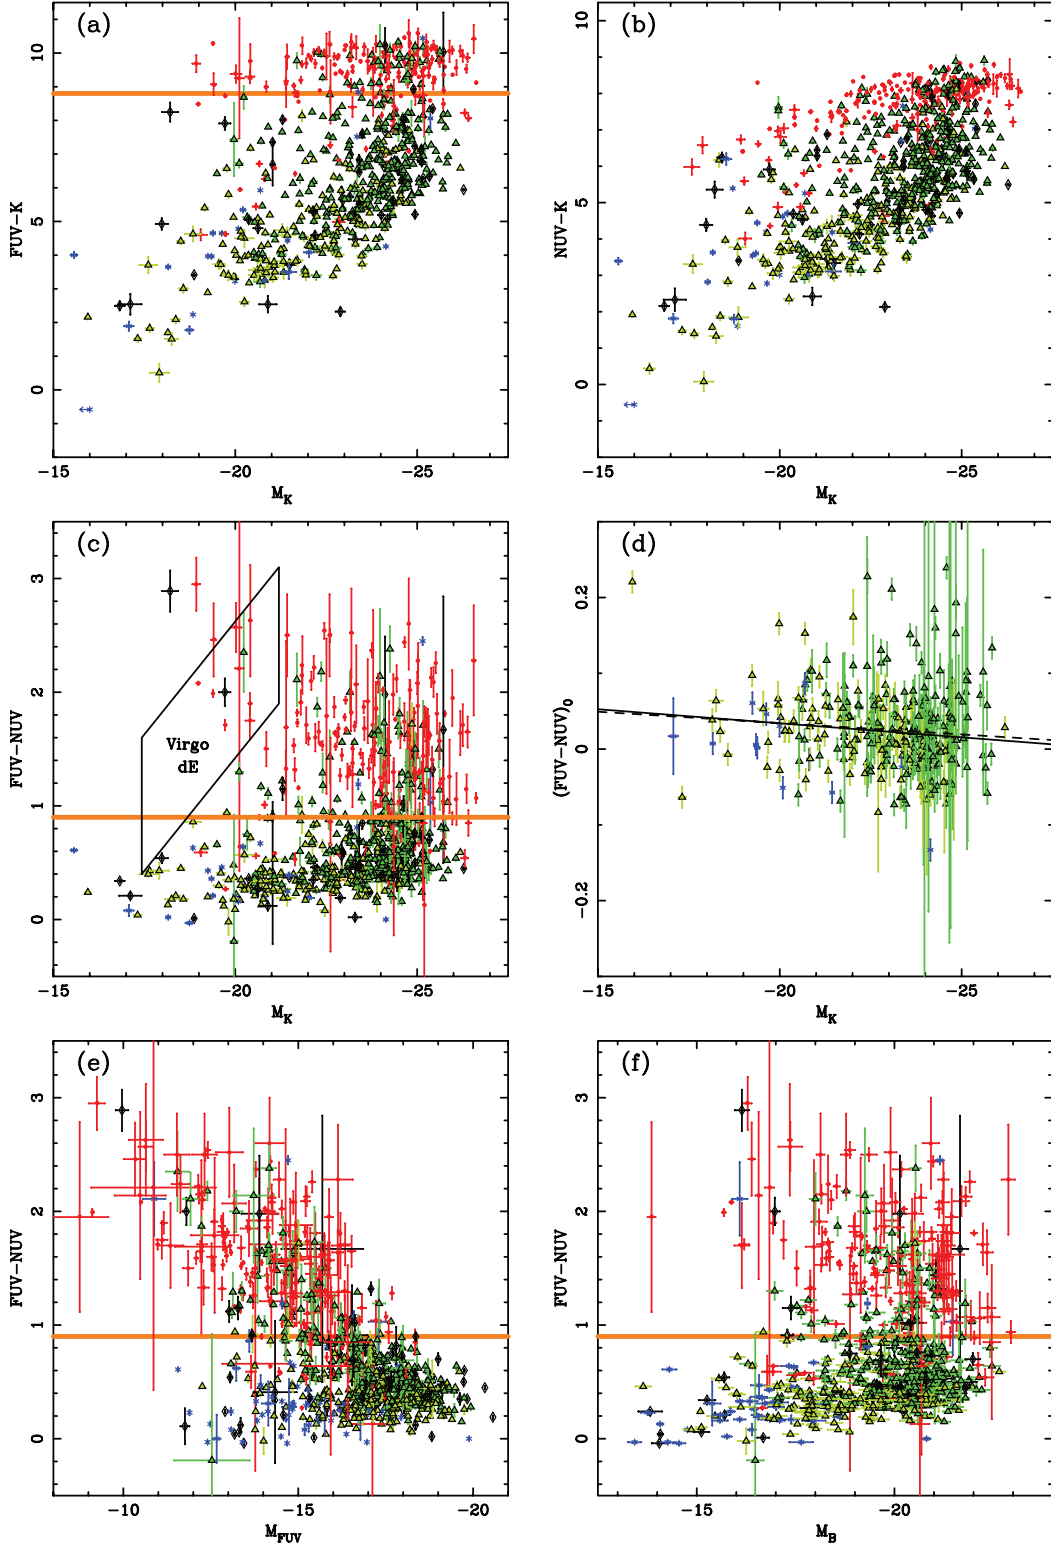 (a)
10
5
0
FUV-K
-15
-20
-25
M_K
(b)
10
5
0
NUV-K
-15
-20
-25
M_K
(c)
3
2
1
0
FUV-NUV
Virgo
dE
-15
-20
-25
M_K
(d)
0.2
0
-0.2
(FUV-NUV)_0
-15
-20
-25
M_K
(e)
3
2
1
0
FUV-NUV
-10
-15
-20
M_FUV
(f)
3
2
1
0
FUV-NUV
-15
-20
M_B